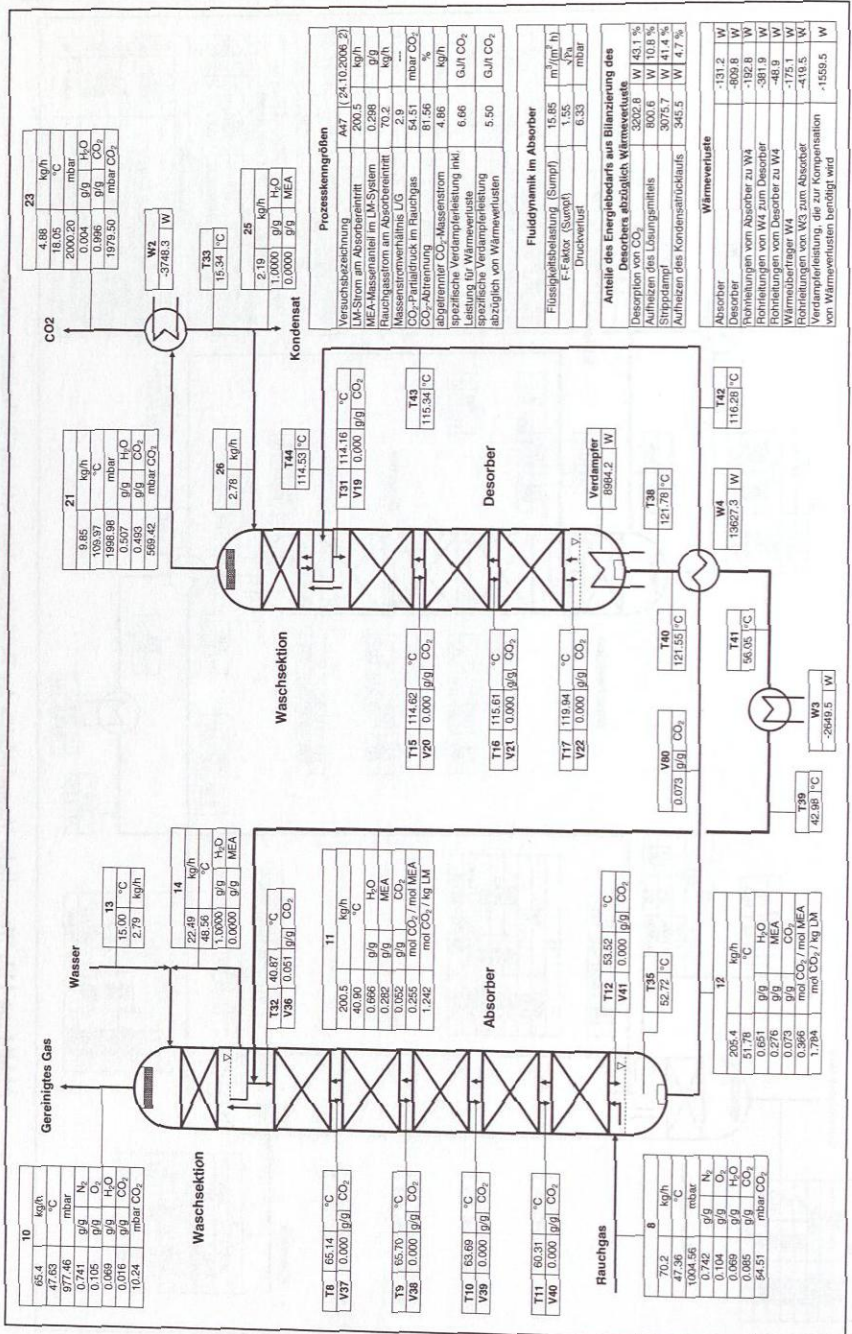 Gereinigtes Gas
10
65.4 kg/h
47.63 °C
977.46 mbar
0.741 g/g N₂
0.105 g/g O₂
0.069 g/g H₂O
0.016 g/g CO₂
10.24 mbar CO₂
Waschsektion
Wasser
13
15.00 °C
2.79 kg/h
14
22.49 kg/h
46.56 °C
1.0000 g/g H₂O
0.0000 g/g MEA
T32 40.87 °C
V36 0.051 g/g CO₂
T8 65.14 °C
V37 0.000 g/g CO₂
T9 65.70 °C
V38 0.000 g/g CO₂
T10 63.69 °C
V39 0.000 g/g CO₂
T11 60.31 °C
V40 0.000 g/g CO₂
11
200.5 kg/h
40.90 °C
0.666 g/g H₂O
0.282 g/g MEA
0.052 g/g CO₂
0.255 mol CO₂ / mol MEA
1.242 mol CO₂ / kg LM
Absorber
T12 53.52 °C
V41 0.000 g/g CO₂
T35
52.72 °C
Rauchgas
8
70.2 kg/h
47.36 °C
1004.56 mbar
0.742 g/g N₂
0.104 g/g O₂
0.069 g/g H₂O
0.085 g/g CO₂
54.51 mbar CO₂
12
205.4 kg/h
51.78 °C
0.651 g/g H₂O
0.276 g/g MEA
0.073 g/g CO₂
0.366 mol CO₂ / mol MEA
1.784 mol CO₂ / kg LM
21
9.85 kg/h
109.97 °C
1998.98 mbar
0.507 g/g H₂O
0.493 g/g CO₂
569.42 mbar CO₂
CO2
23
4.88 kg/h
18.05 °C
2000.20 mbar
0.004 g/g H₂O
0.996 g/g CO₂
1979.50 mbar CO₂
W2
-3748.3 W
T33
15.34 °C
25
2.19 kg/h
1.0000 g/g H₂O
0.0000 g/g MEA
Kondensat
26
2.78 kg/h
Waschsektion
T44
114.53 °C
T31 114.16 °C
V19 0.000 g/g CO₂
T43
115.34 °C
T15 114.62 °C
V20 0.000 g/g CO₂
T16 115.61 °C
V21 0.000 g/g CO₂
T17 119.94 °C
V22 0.000 g/g CO₂
Desorber
Verdampfer
8984.2 W
T38
121.78 °C
T40
121.55 °C
W4
13627.3 W
T42
116.28 °C
T41
56.05 °C
V80
0.073 g/g CO₂
W3
-2649.5 W
T39
42.98 °C
Prozesskenngrößen
Versuchsbezeichnung A47 ( 24.10.2006_2)
LM-Strom am Absorbereintritt 200.5 kg/h
MEA-Massenanteil im LM-System 0.298 g/g
Rauchgasstrom am Absorbereintritt 70.2 kg/h
Massenstromverhältnis L/G 2.9 ---
CO₂-Partialdruck im Rauchgas 54.51 mbar CO₂
CO₂-Abtrennung 81.56 %
abgetrennter CO₂-Massenstrom 4.86 kg/h
spezifische Verdampferleistung inkl.
Leistung für Wärmeverluste 6.66 GJ/t CO₂
spezifische Verdampferleistung
abzüglich von Wärmeverlusten 5.50 GJ/t CO₂
Fluiddynamik im Absorber
Flüssigkeitsbelastung (Sumpf) 15.85 m³/(m² h)
F-Faktor (Sumpf) 1.55 √Pa
Druckverlust 6.33 mbar
Anteile des Energiebedarfs aus Bilanzierung des
Desorbers abzüglich Wärmeverluste
Desorption von CO₂ 3202.8 W 43.1 %
Aufheizen des Lösungsmittels 800.6 W 10.8 %
Strippdampf 3075.7 W 41.4 %
Aufheizen des Kondensatrücklaufs 345.5 W 4.7 %
Wärmeverluste
Absorber -131.2 W
Desorber -809.8 W
Rohrleitungen vom Absorber zu W4 -192.8 W
Rohrleitungen von W4 zum Desorber -381.9 W
Rohrleitungen vom Desorber zu W4 -48.9 W
Wärmeübertrager W4 -175.1 W
Rohrleitungen von W3 zum Absorber -419.5 W
Verdampferleistung, die zur Kompensation
von Wärmeverlusten benötigt wird -1559.5 W